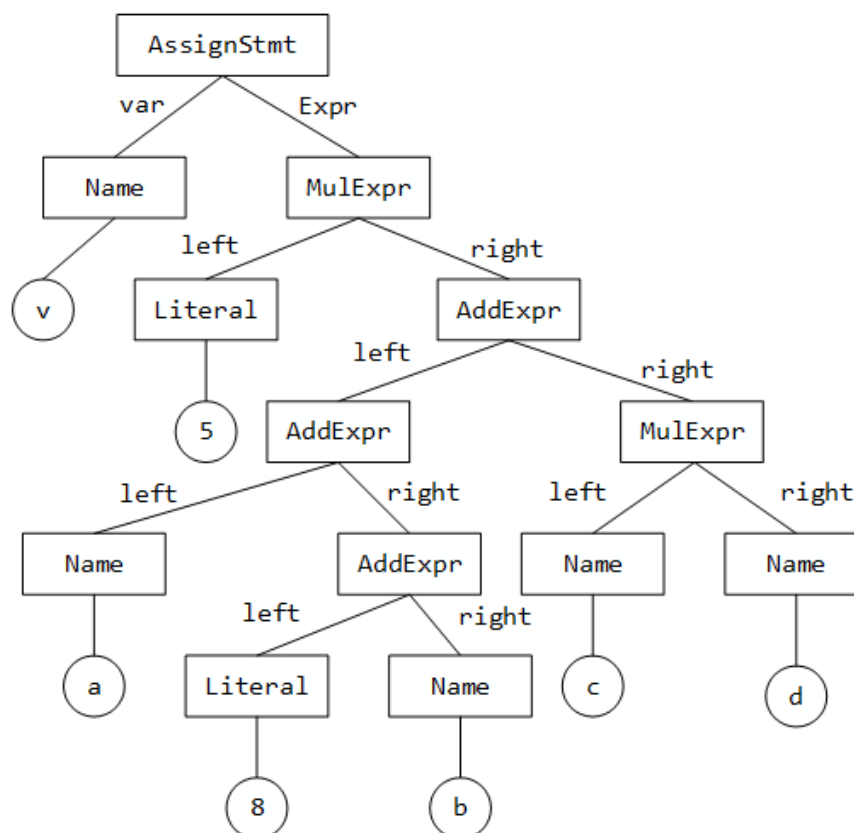 AssignStmt
var Expr
Name MulExpr
left right
v Literal AddExpr
left right
5 AddExpr MulExpr
left right left right
Name AddExpr Name Name
left right
a Literal Name c d
8 b